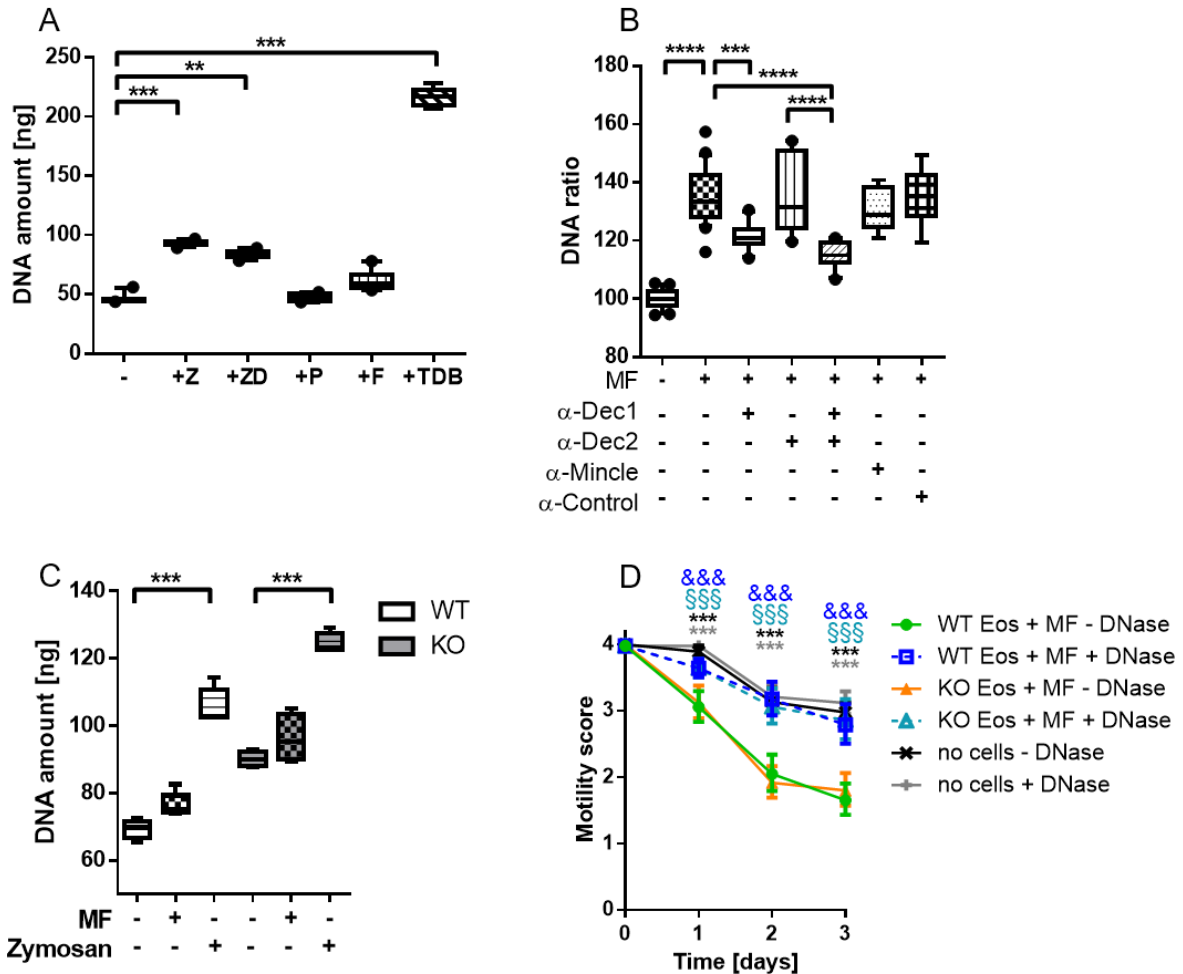 A
DNA amount [ng]
250
200
150
100
50
0
***
**
***
- +Z +ZD +P +F +TDB
B
DNA ratio
180
160
140
120
100
80
**** ***
****
****
MF - + + + + + +
α-Dec1 - - + - + - -
α-Dec2 - - - + + - -
α-Mincle - - - - - + -
α-Control - - - - - - +
C
DNA amount [ng]
140
120
100
80
60
*** ***
WT
KO
MF - + - - + -
Zymosan - - + - - +
D
Motility score
4
3
2
1
0
&&& &&& &&&
§§§ §§§ §§§
*** *** ***
*** *** ***
0 1 2 3
Time [days]
WT Eos + MF - DNase
WT Eos + MF + DNase
KO Eos + MF - DNase
KO Eos + MF + DNase
no cells - DNase
no cells + DNase